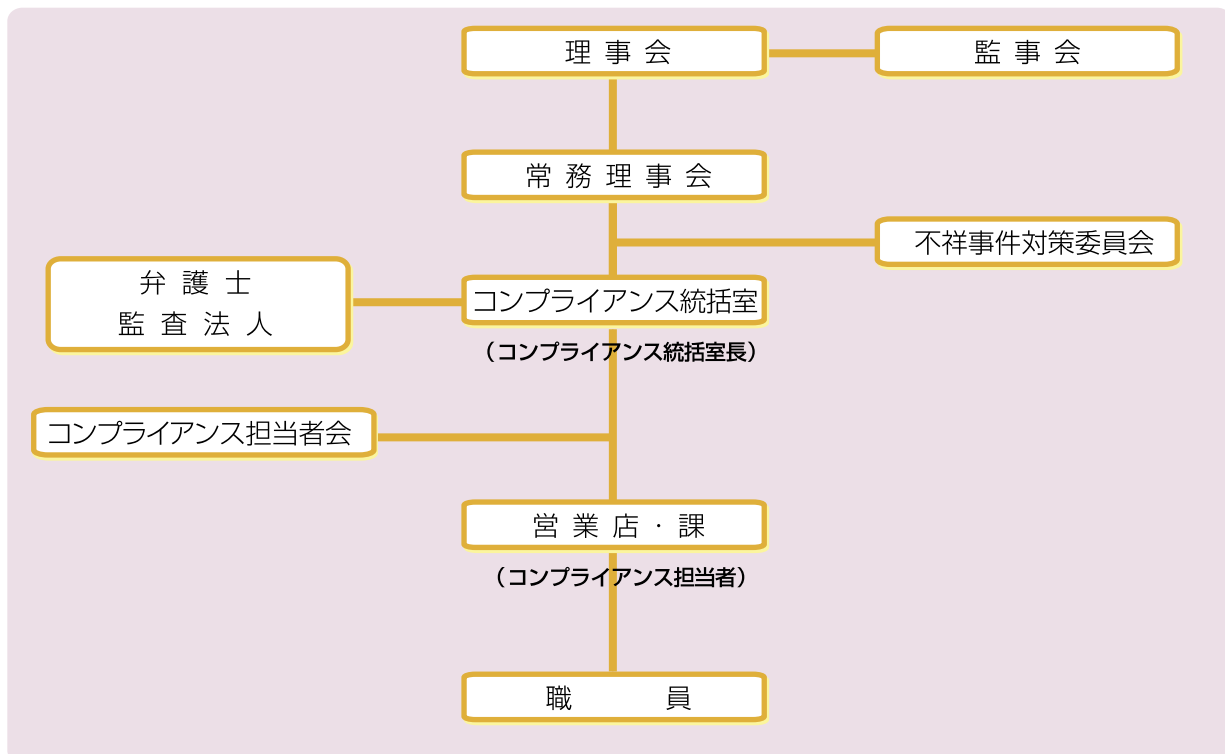 理事会
監事会
常務理事会
不祥事件対策委員会
弁護士
監査法人
コンプライアンス統括室
(コンプライアンス統括室長)
コンプライアンス担当者会
営業店・課
(コンプライアンス担当者)
職員